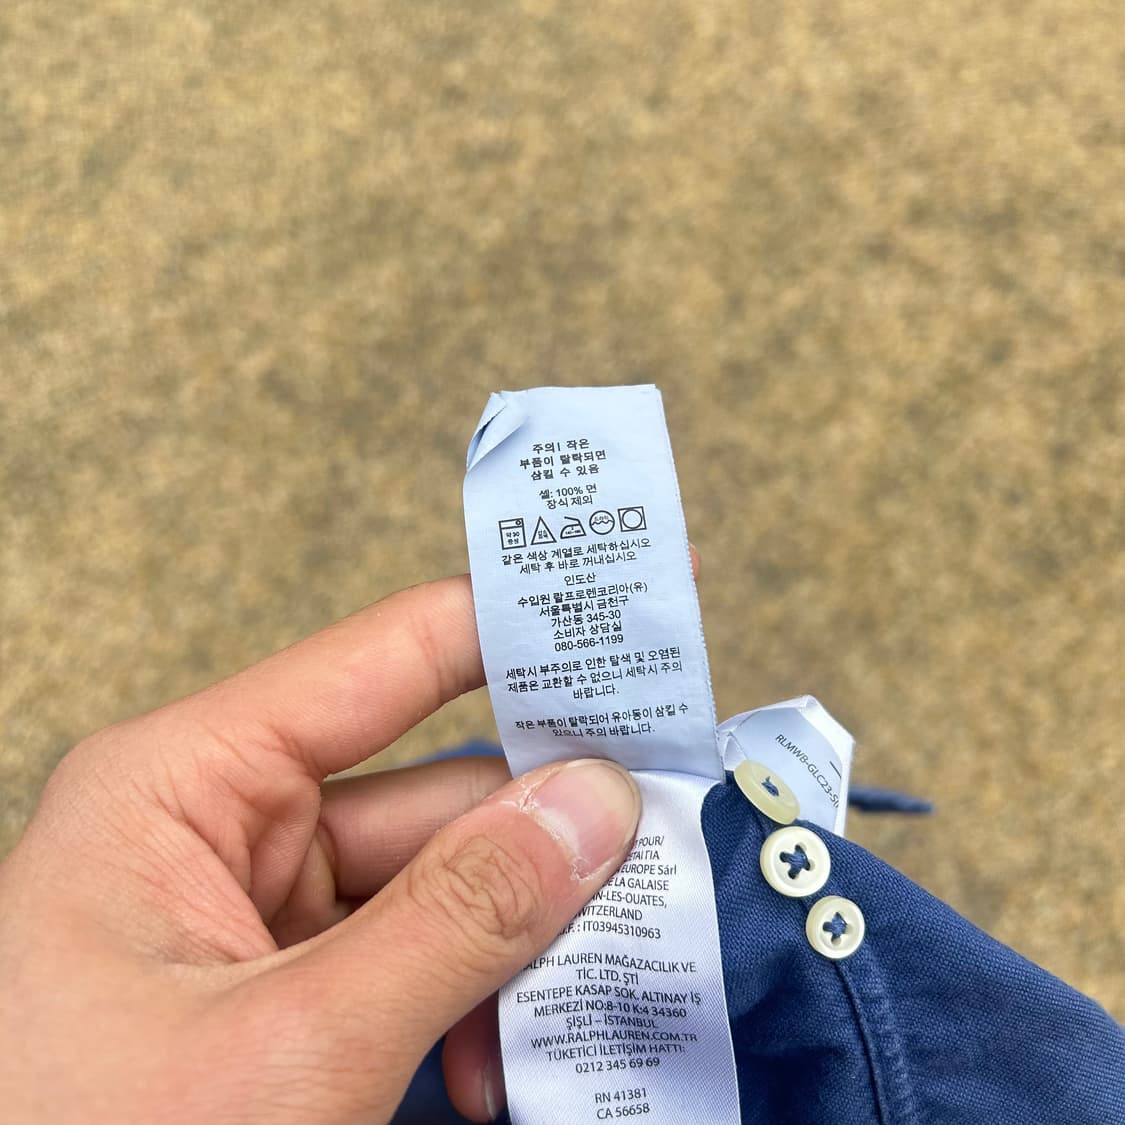 주의! 작은
부품이 탈락되면
삼킬 수 있음
셀: 100% 면
장식 제외
약 30
중성
같은 색상 계열로 세탁하십시오
세탁 후 바로 꺼내십시오
인도산
수입원 랄프로렌코리아(유)
서울특별시 금천구
가산동 345-30
소비자 상담실
080-566-1199
세탁시 부주의로 인한 탈색 및 오염된
제품은 교환할 수 없으니 세탁시 주의
바랍니다.
작은 부품이 탈락되어 유아동이 삼킬 수
있으니 주의 바랍니다.
RLMWB-GLC23-S
POUR/
EUROPE Sàrl
DE LA GALAISE
-LES-OUATES,
WITZERLAND
.F. : IT03945310963
RALPH LAUREN MAĞAZACILIK VE
TİC. LTD. ŞTİ
ESENTEPE KASAP SOK. ALTINAY İŞ
MERKEZİ NO:8-10 K:4 34360
ŞİŞLİ – İSTANBUL
WWW.RALPHLAUREN.COM.TR
TÜKETİCİ İLETİŞİM HATTI:
0212 345 69 69
RN 41381
CA 56658